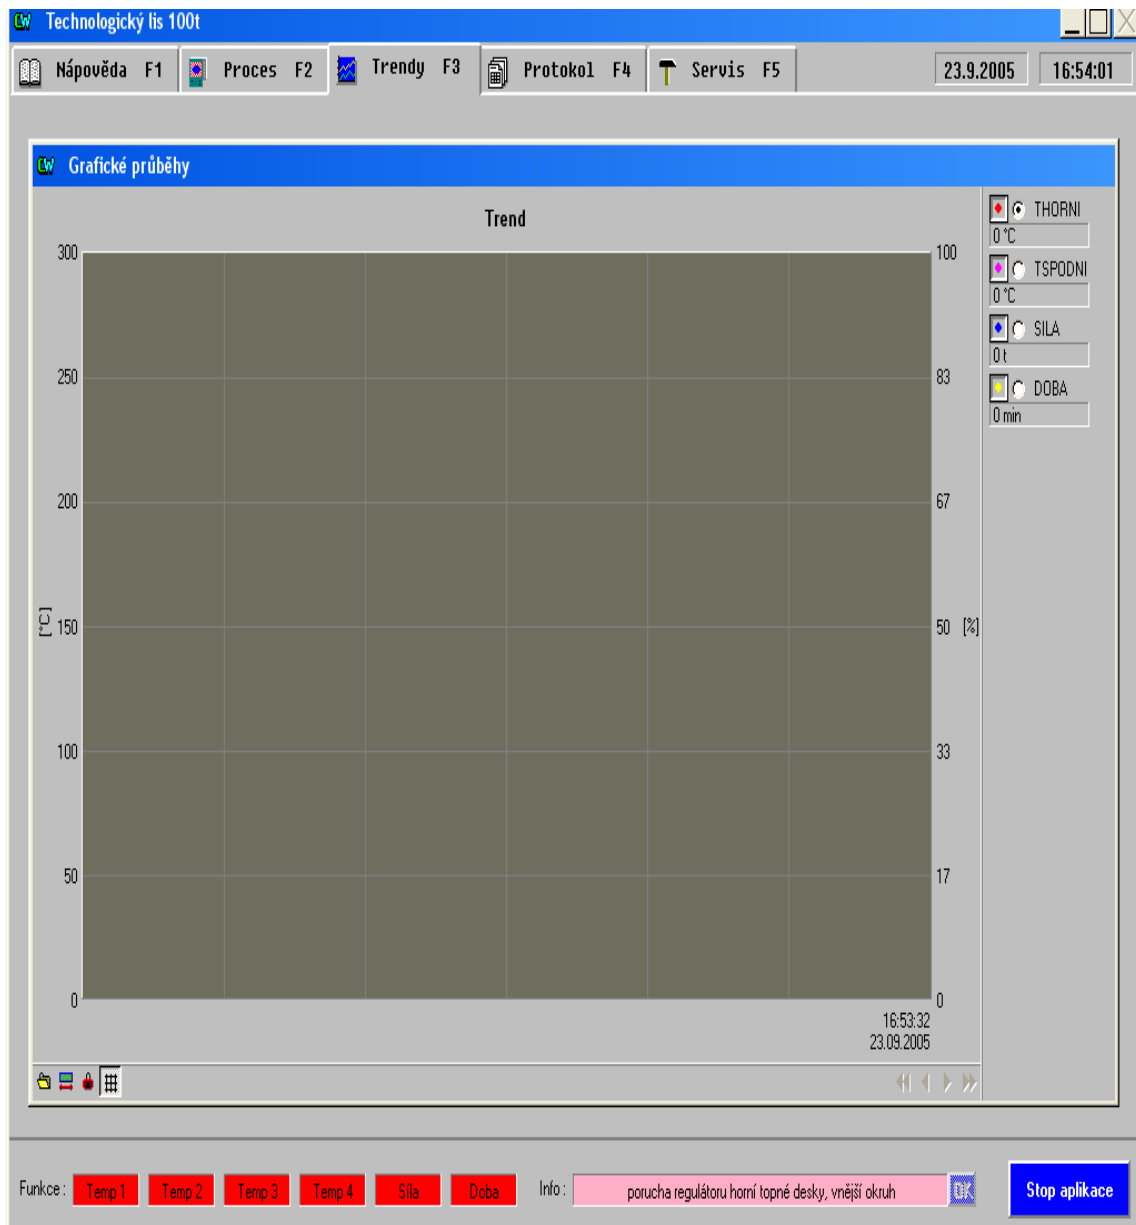 Technologický lis 100t
Nápověda F1
Proces F2
Trendy F3
Protokol F4
Servis F5
23.9.2005
16:54:01
Grafické průběhy
Trend
300
250
200
150
100
50
0
[°C]
100
83
67
50
33
17
0
[%]
16:53:32
23.09.2005
THORNI
0 °C
TSPODNI
0 °C
SILA
0 t
DOBA
0 min
Funkce :
Temp 1
Temp 2
Temp 3
Temp 4
Síla
Doba
Info :
porucha regulátoru horní topné desky, vnější okruh
OK
Stop aplikace